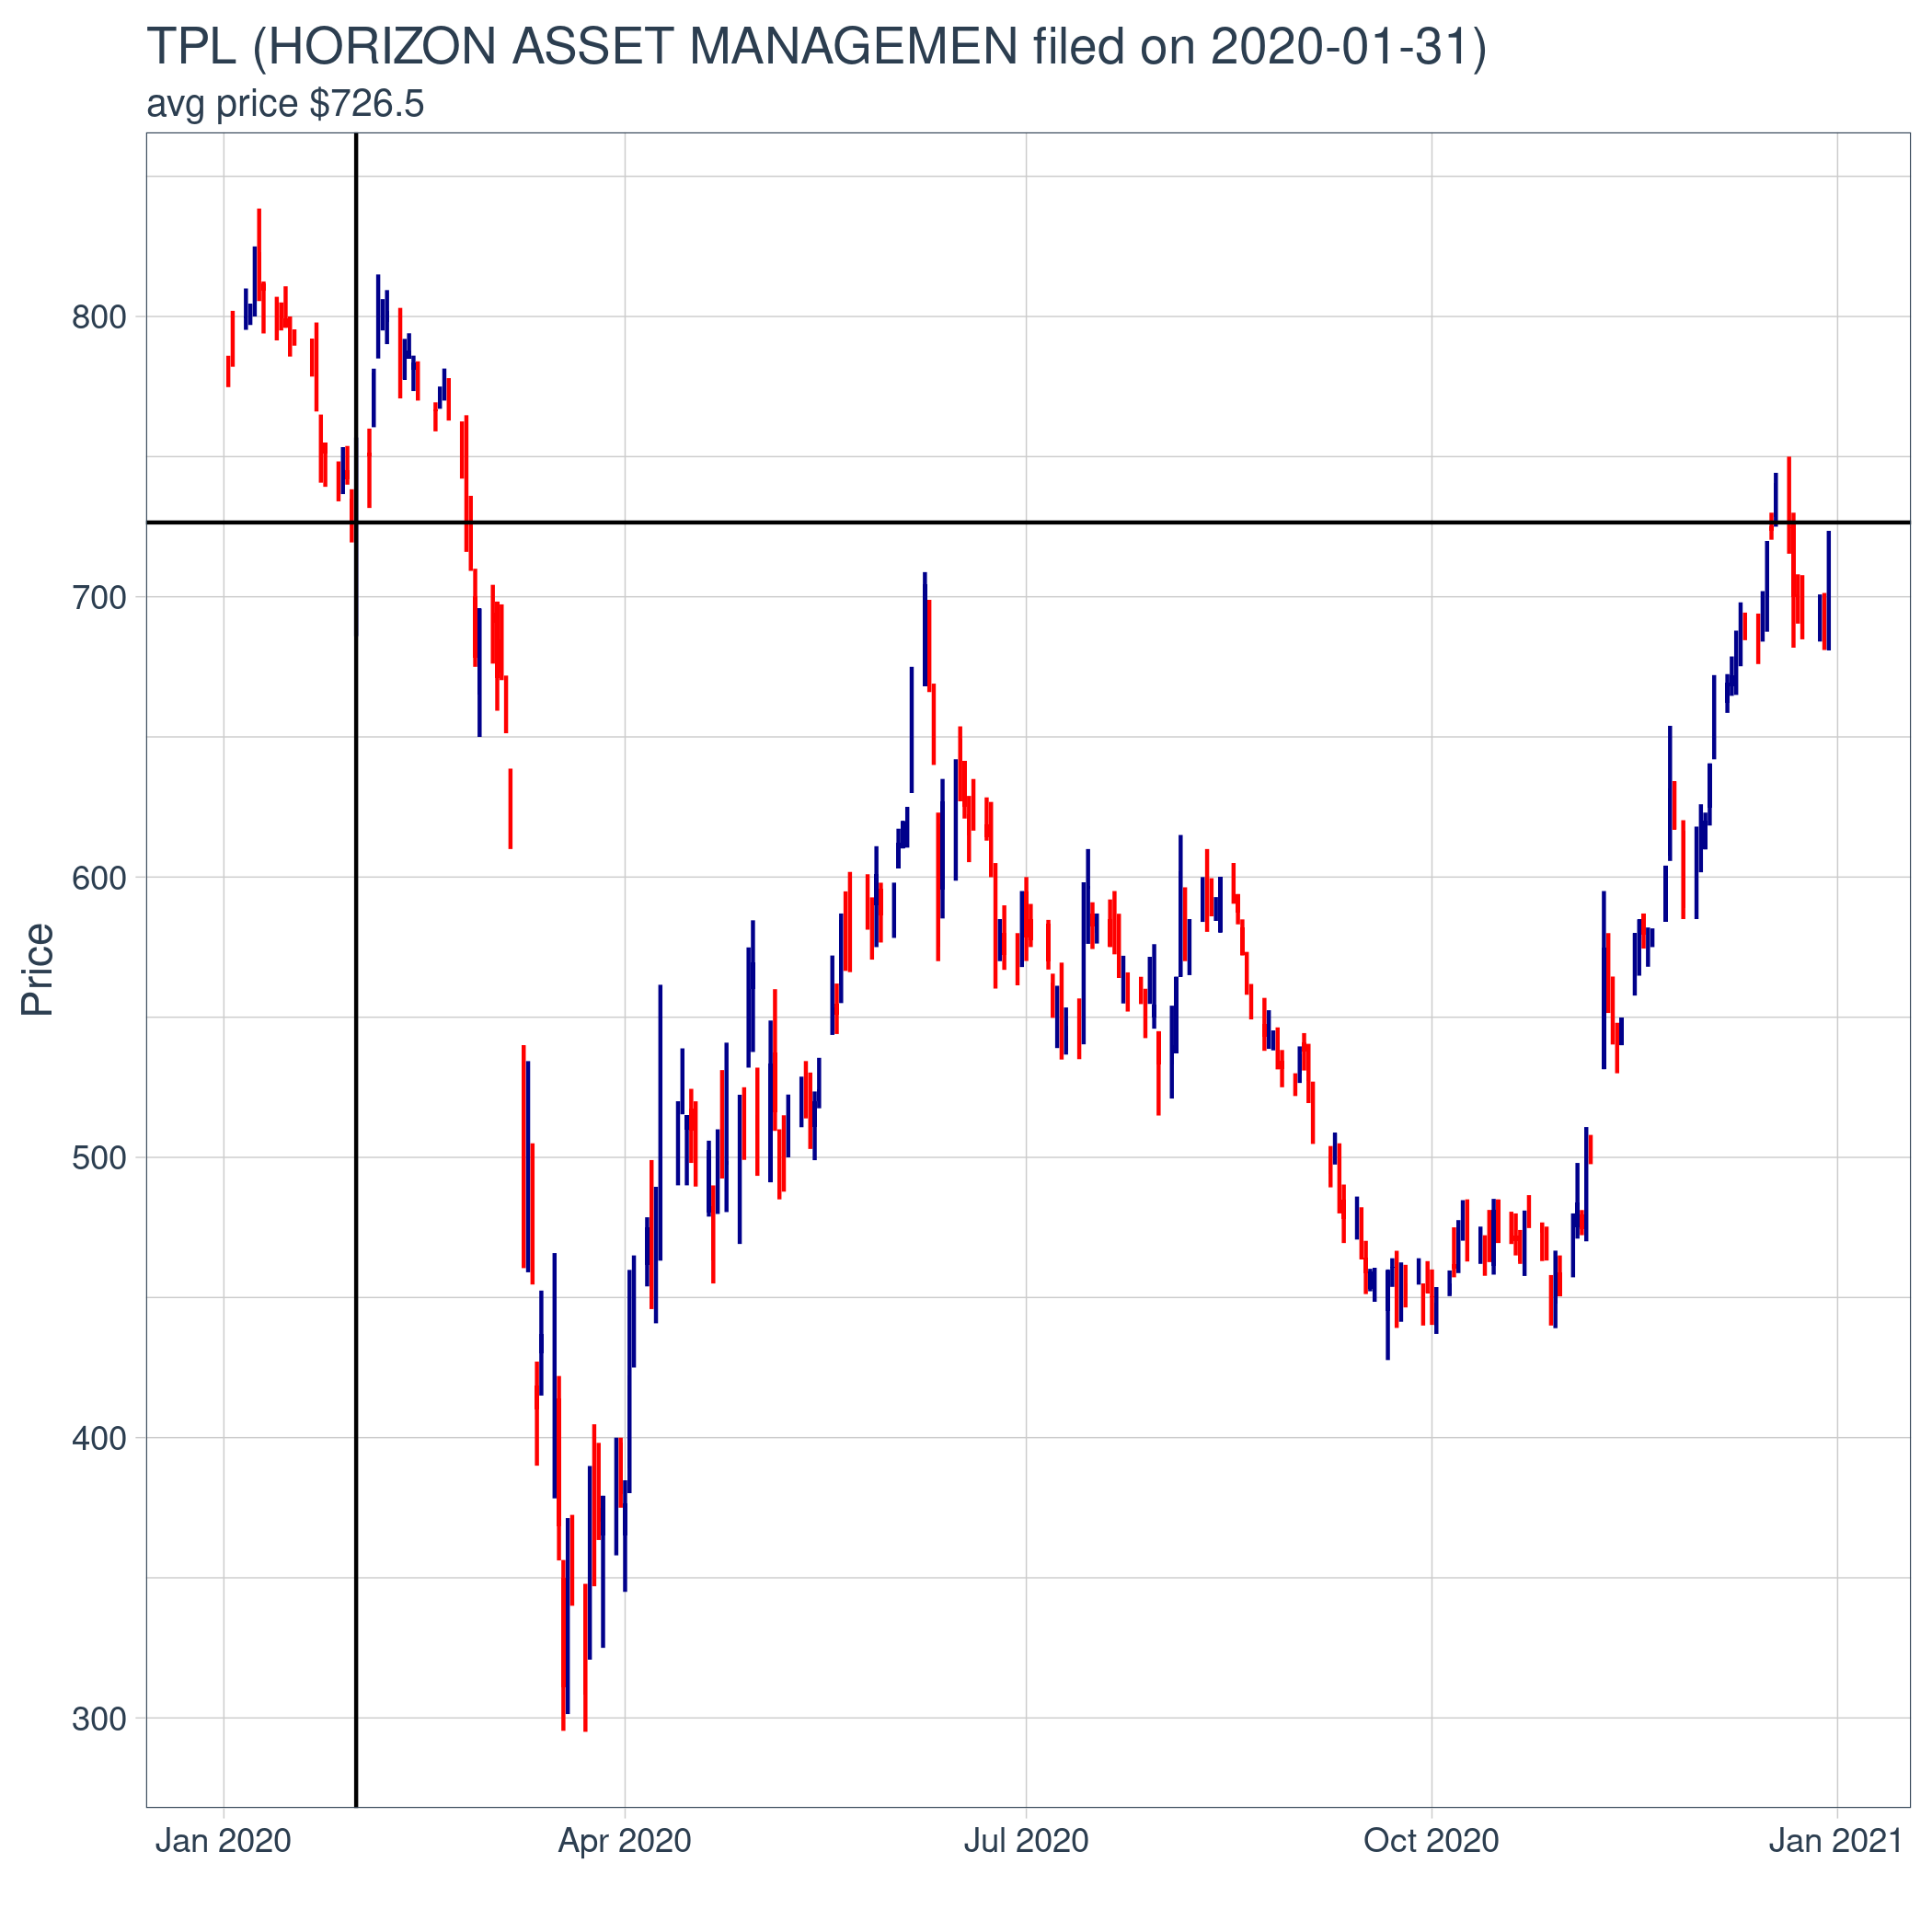 TPL (HORIZON ASSET MANAGEMEN filed on 2020-01-31)
avg price $726.5
800
700
600
500
400
300
Price
Jan 2020 Apr 2020 Jul 2020 Oct 2020 Jan 2021